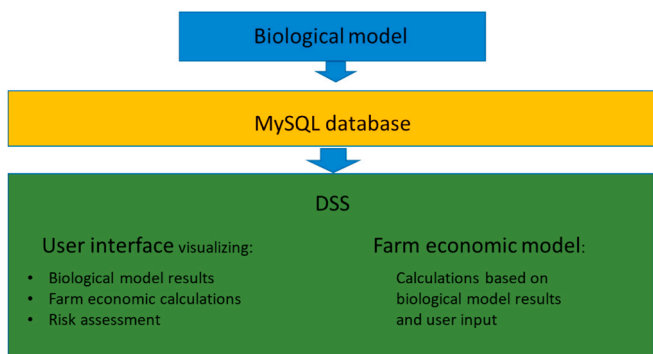 Biological model
MySQL database
DSS
User interface visualizing:
• Biological model results
• Farm economic calculations
• Risk assessment
Farm economic model:
Calculations based on
biological model results
and user input